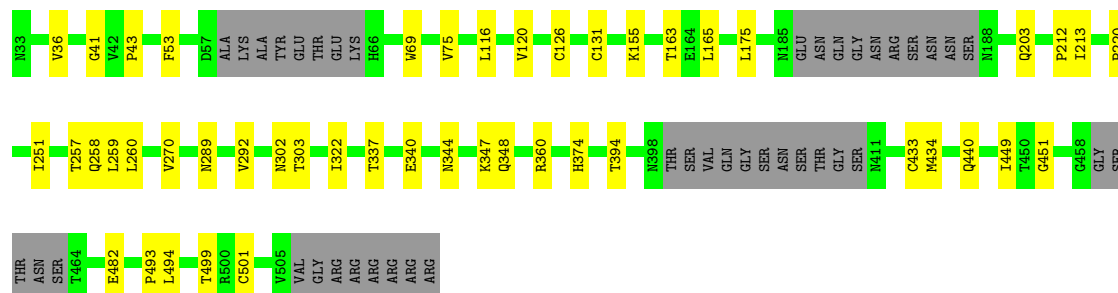 N33 V36 G41 V42 P43 F53 D57 ALA LYS ALA TYR GLU THR GLU LYS H66 W69 V75 L116 V120 C126 C131 K155 T163 E164 L165 L175 N185 GLU ASN GLN GLY ASN ARG SER ASN ASN SER N188 Q203 P212 I213
I251 T257 Q258 L259 L260 V270 N289 V292 N302 T303 I322 T337 E340 N344 K347 Q348 R360 H374 T394 N398 THR SER VAL GLN GLY SER ASN SER THR GLY SER N411 C433 M434 Q440 I449 T450 G451 G458 GLY SER
THR ASN SER T464 E482 P493 L494 T499 R500 C501 V505 VAL GLY ARG ARG ARG ARG ARG ARG